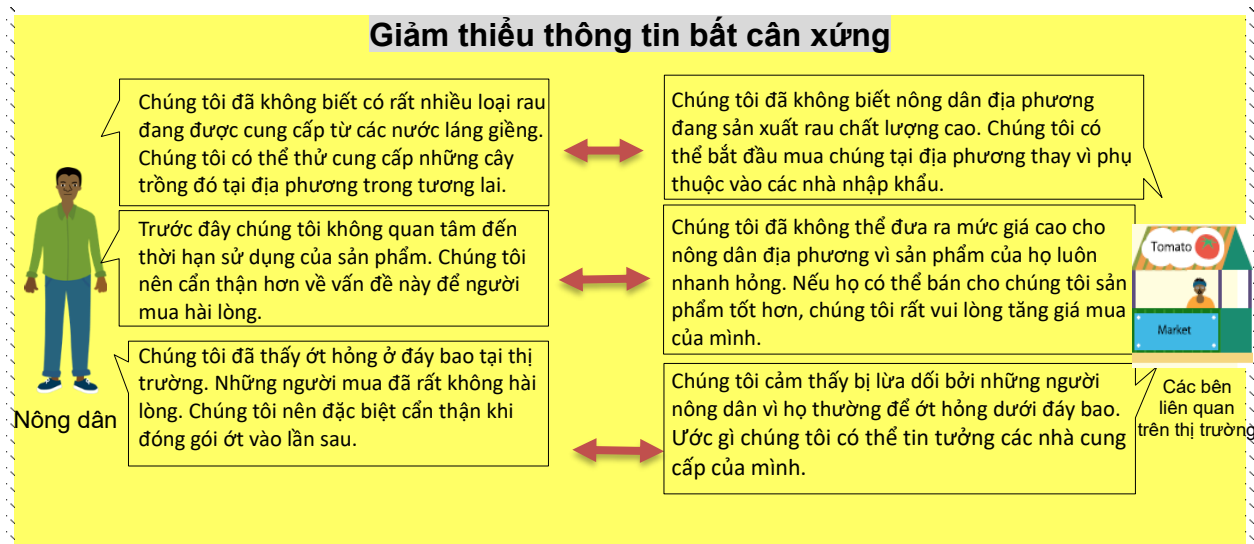 Giảm thiểu thông tin bất cân xứng
Chúng tôi đã không biết có rất nhiều loại rau
đang được cung cấp từ các nước láng giềng.
Chúng tôi có thể thử cung cấp những cây
trồng đó tại địa phương trong tương lai.
Chúng tôi đã không biết nông dân địa phương
đang sản xuất rau chất lượng cao. Chúng tôi có
thể bắt đầu mua chúng tại địa phương thay vì phụ
thuộc vào các nhà nhập khẩu.
Trước đây chúng tôi không quan tâm đến
thời hạn sử dụng của sản phẩm. Chúng tôi
nên cẩn thận hơn về vấn đề này để người
mua hài lòng.
Chúng tôi đã không thể đưa ra mức giá cao cho
nông dân địa phương vì sản phẩm của họ luôn
nhanh hỏng. Nếu họ có thể bán cho chúng tôi sản
phẩm tốt hơn, chúng tôi rất vui lòng tăng giá mua
của mình.
Chúng tôi đã thấy ớt hỏng ở đáy bao tại thị
trường. Những người mua đã rất không hài
lòng. Chúng tôi nên đặc biệt cẩn thận khi
đóng gói ớt vào lần sau.
Chúng tôi cảm thấy bị lừa dối bởi những người
nông dân vì họ thường để ớt hỏng dưới đáy bao.
Ước gì chúng tôi có thể tin tưởng các nhà cung
cấp của mình.
Nông dân
Tomato
Market
Các bên
liên quan
trên thị trường